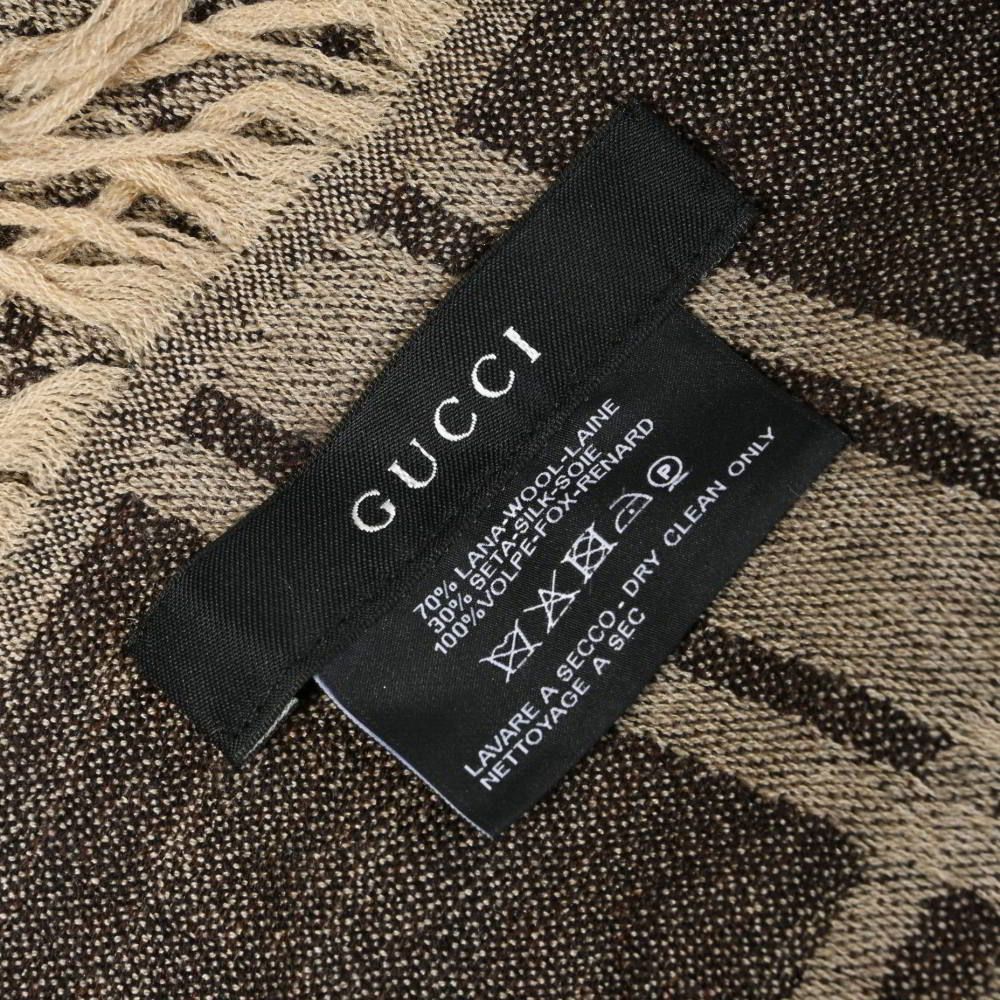 GUCCI
70% LANA-WOOL-LAINE
30% SETA-SILK-SOIE
100%VOLPE-FOX-RENARD
P
LAVARE A SECCO - DRY CLEAN ONLY
NETTOYAGE A SEC